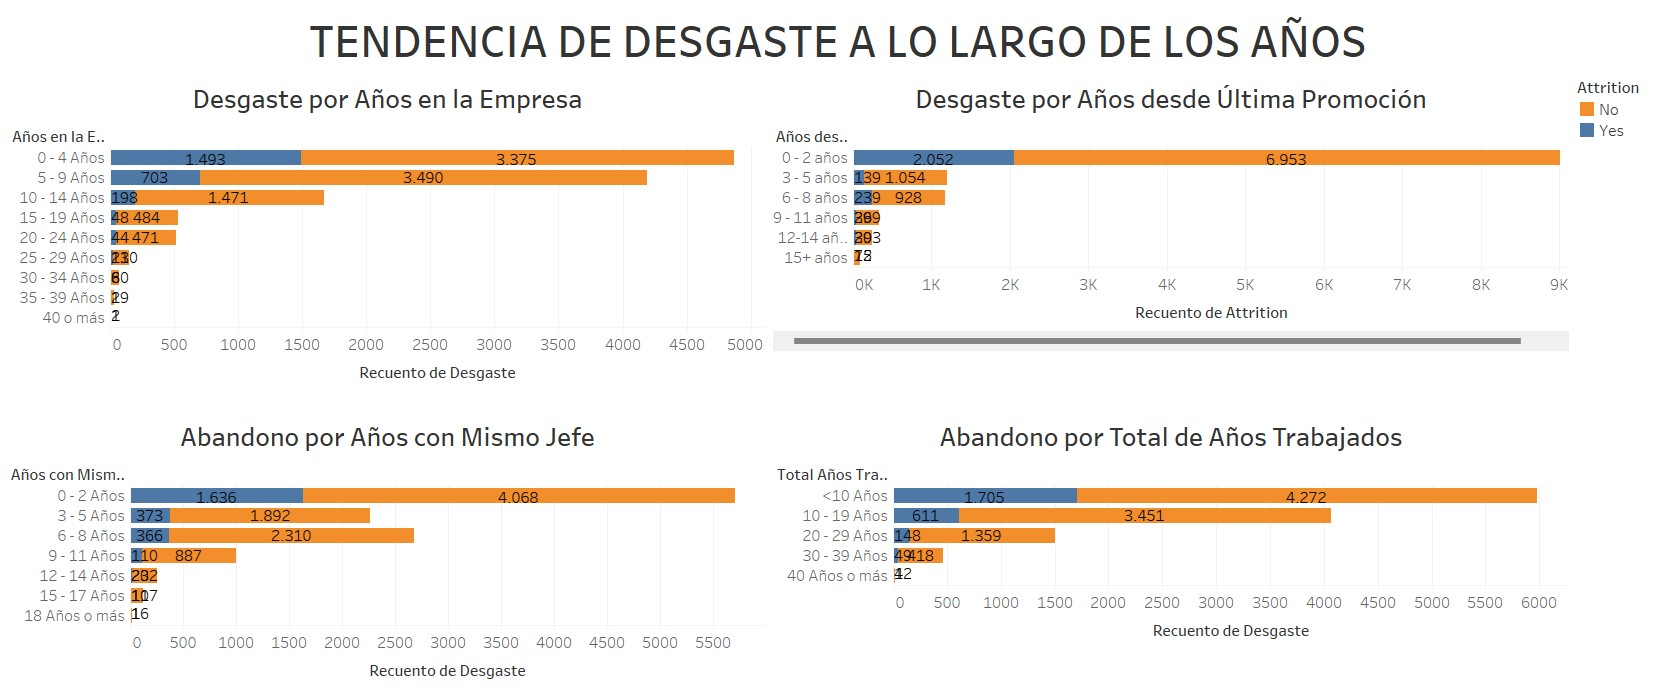 TENDENCIA DE DESGASTE A LO LARGO DE LOS AÑOS
Desgaste por Años en la Empresa
Años en la E..
0 - 4 Años 1.493 3.375
5 - 9 Años 703 3.490
10 - 14 Años 198 1.471
15 - 19 Años 48 484
20 - 24 Años 44 471
25 - 29 Años
30 - 34 Años
35 - 39 Años
40 o más
0 500 1000 1500 2000 2500 3000 3500 4000 4500 5000
Recuento de Desgaste
Desgaste por Años desde Última Promoción
Años des..
0 - 2 años 2.052 6.953
3 - 5 años 139 1.054
6 - 8 años 239 928
9 - 11 años
12-14 añ..
15+ años
0K 1K 2K 3K 4K 5K 6K 7K 8K 9K
Recuento de Attrition
Attrition
No
Yes
Abandono por Años con Mismo Jefe
Años con Mism..
0 - 2 Años 1.636 4.068
3 - 5 Años 373 1.892
6 - 8 Años 366 2.310
9 - 11 Años 110 887
12 - 14 Años
15 - 17 Años
18 Años o más
0 500 1000 1500 2000 2500 3000 3500 4000 4500 5000 5500
Recuento de Desgaste
Abandono por Total de Años Trabajados
Total Años Tra..
<10 Años 1.705 4.272
10 - 19 Años 611 3.451
20 - 29 Años 148 1.359
30 - 39 Años 49 418
40 Años o más
0 500 1000 1500 2000 2500 3000 3500 4000 4500 5000 5500 6000
Recuento de Desgaste